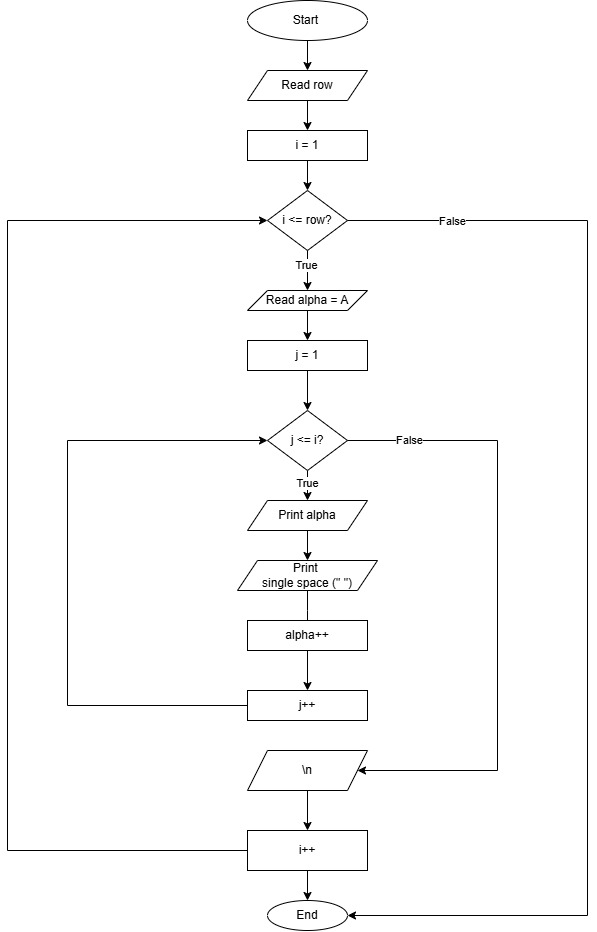 Start
Read row
i = 1
i <= row?
False
True
Read alpha = A
j = 1
j <= i?
False
True
Print alpha
Print
single space (" ")
alpha++
j++
\n
i++
End